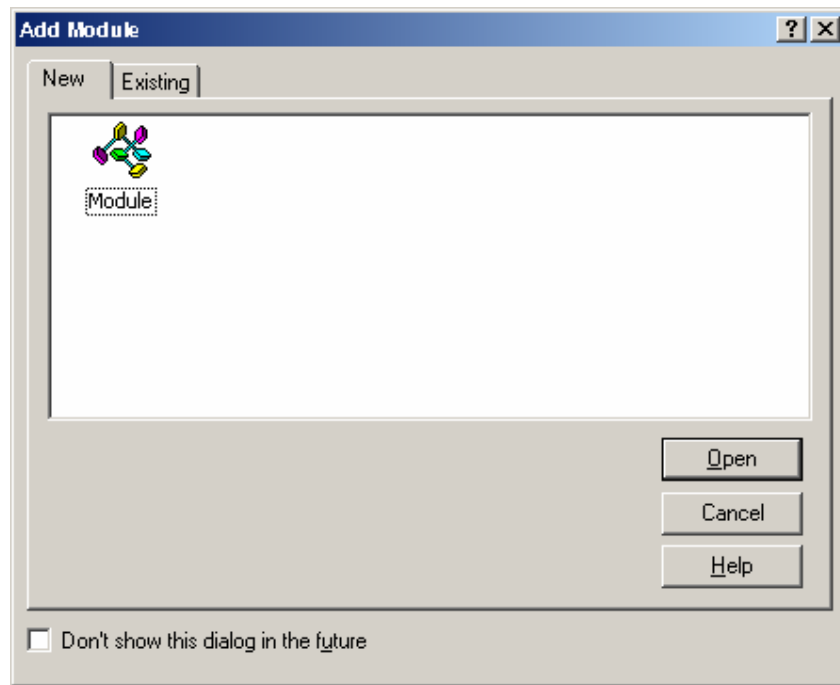 Add Module
New
Existing
Module
Open
Cancel
Help
Don't show this dialog in the future